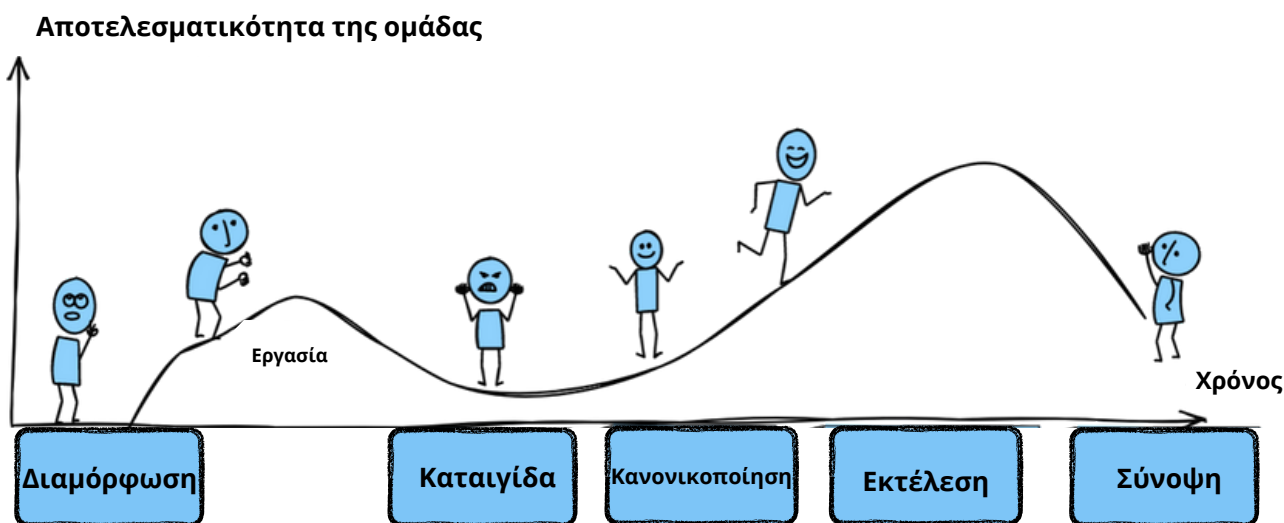 Αποτελεσματικότητα της ομάδας
Εργασία
Χρόνος
Διαμόρφωση
Καταιγίδα
Κανονικοποίηση
Εκτέλεση
Σύνοψη